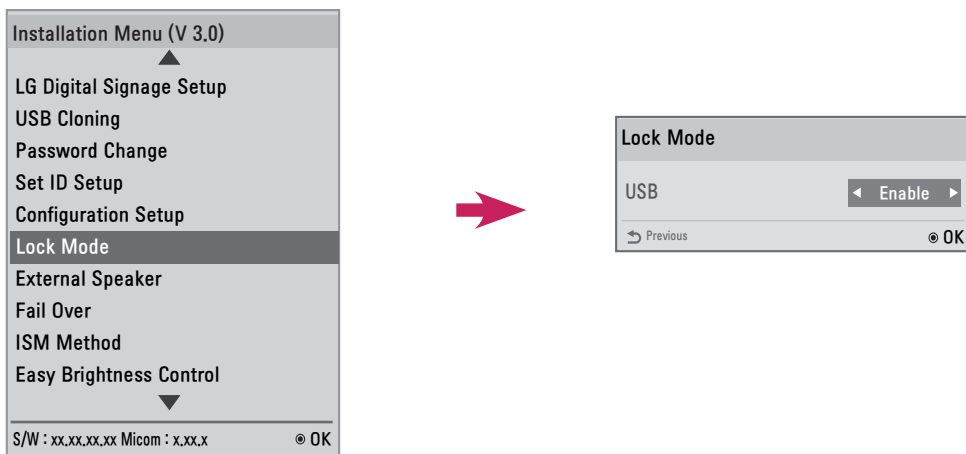 Installation Menu (V 3.0)
LG Digital Signage Setup
USB Cloning
Password Change
Set ID Setup
Configuration Setup
Lock Mode
External Speaker
Fail Over
ISM Method
Easy Brightness Control
S/W : xx.xx.xx.xx Micom : x.xx.x OK
Lock Mode
USB Enable
Previous OK